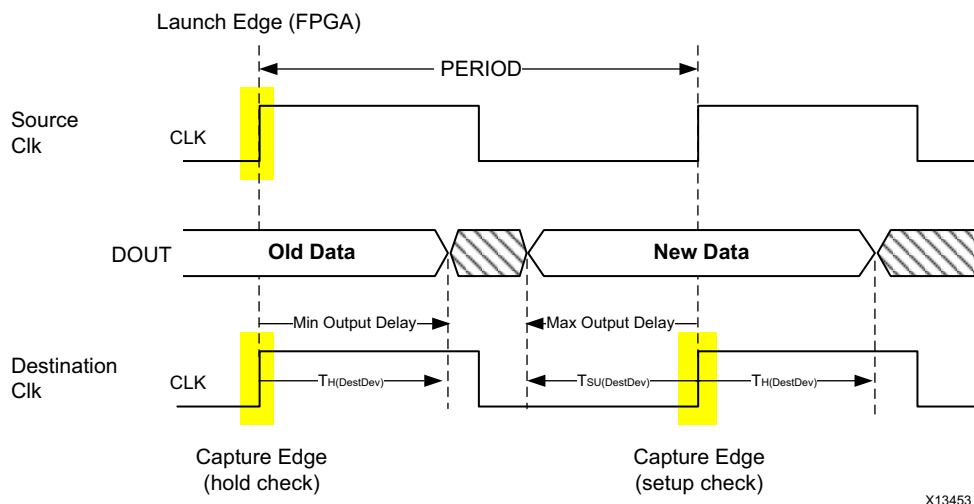 Launch Edge (FPGA)
PERIOD
Source
Clk
CLK
DOUT
Old Data
New Data
Min Output Delay
Max Output Delay
Destination
Clk
CLK
TH(DestDev)
TSU(DestDev)
TH(DestDev)
Capture Edge
(hold check)
Capture Edge
(setup check)
X13453